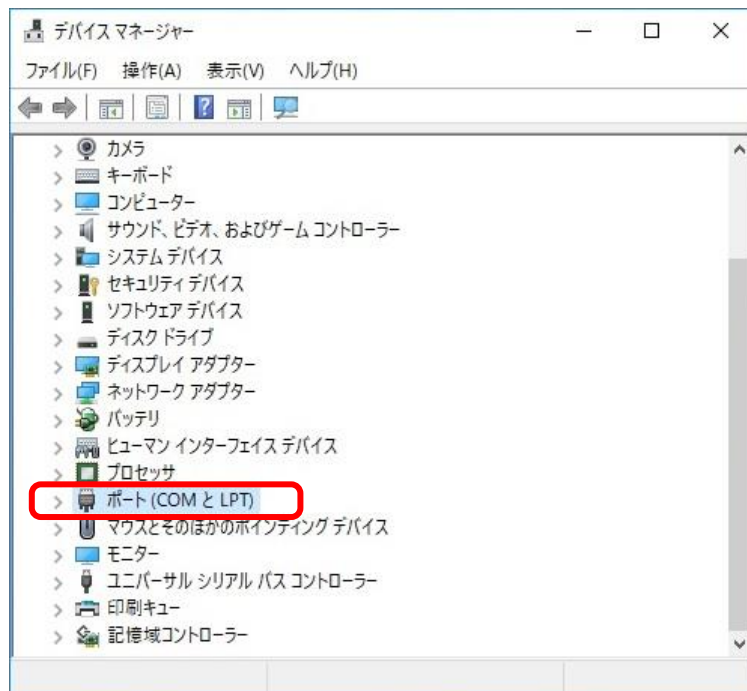 デバイス マネージャー
ファイル(F) 操作(A) 表示(V) ヘルプ(H)
カメラ
キーボード
コンピューター
サウンド、ビデオ、およびゲーム コントローラー
システム デバイス
セキュリティ デバイス
ソフトウェア デバイス
ディスク ドライブ
ディスプレイ アダプター
ネットワーク アダプター
バッテリ
ヒューマン インターフェイス デバイス
プロセッサ
ポート (COM と LPT)
マウスとそのほかのポインティング デバイス
モニター
ユニバーサル シリアル バス コントローラー
印刷キュー
記憶域コントローラー